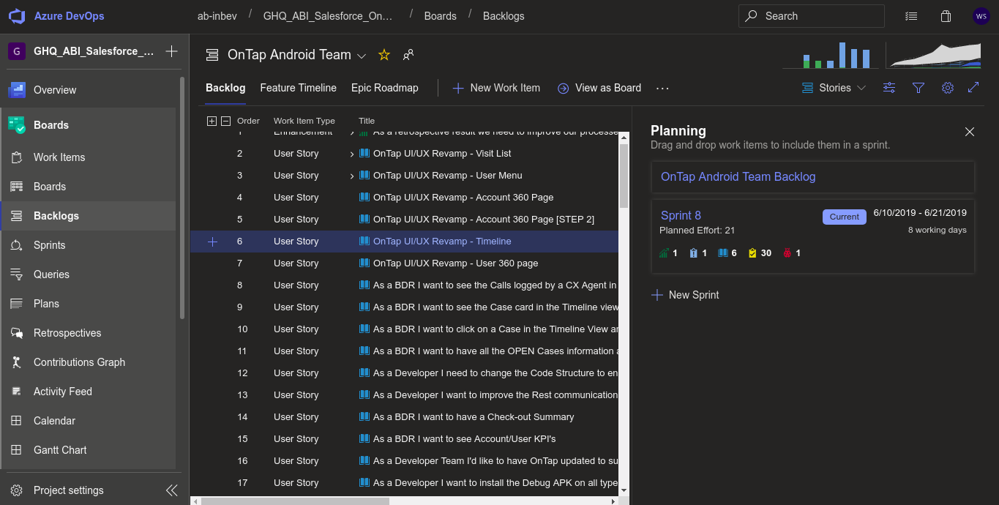 Azure DevOps
ab-inbev / GHQ_ABI_Salesforce_On... / Boards / Backlogs
Search
WS
G GHQ_ABI_Salesforce_...
Overview
Boards
Work Items
Boards
Backlogs
Sprints
Queries
Plans
Retrospectives
Contributions Graph
Activity Feed
Calendar
Gantt Chart
Project settings
OnTap Android Team
Backlog Feature Timeline Epic Roadmap New Work Item View as Board ... Stories
Order Work Item Type Title
1 Enhancement As a retrospective result we need to improve our processe
2 User Story OnTap UI/UX Revamp - Visit List
3 User Story OnTap UI/UX Revamp - User Menu
4 User Story OnTap UI/UX Revamp - Account 360 Page
5 User Story OnTap UI/UX Revamp - Account 360 Page [STEP 2]
6 User Story OnTap UI/UX Revamp - Timeline
7 User Story OnTap UI/UX Revamp - User 360 page
8 User Story As a BDR I want to see the Calls logged by a CX Agent in
9 User Story As a BDR I want to see the Case card in the Timeline view
10 User Story As a BDR I want to click on a Case in the Timeline View ar
11 User Story As a BDR I want to have all the OPEN Cases information a
12 User Story As a Developer I need to change the Code Structure to en
13 User Story As a Developer I want to improve the Rest communication
14 User Story As a BDR I want to have a Check-out Summary
15 User Story As a BDR I want to see Account/User KPI's
16 User Story As a Developer Team I'd like to have OnTap updated to su
17 User Story As a Developer I want to install the Debug APK on all type
Planning
Drag and drop work items to include them in a sprint.
OnTap Android Team Backlog
Sprint 8 Current 6/10/2019 - 6/21/2019
Planned Effort: 21 8 working days
1 1 6 30 1
New Sprint